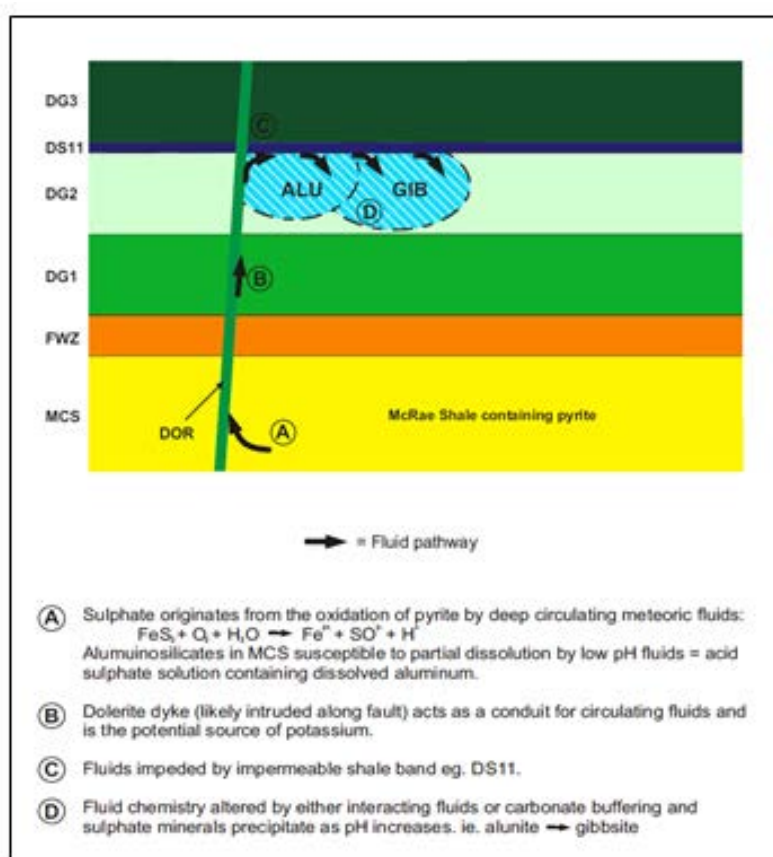 DG3
C
DS11
DG2
ALU
GIB
D
DG1
B
FWZ
MCS
DOR
A
McRae Shale containing pyrite
= Fluid pathway
A Sulphate originates from the oxidation of pyrite by deep circulating meteoric fluids:
FeS₂ + O₂ + H₂O → + SO + H⁺
Alumuinosilicates in MCS susceptible to partial dissolution by low pH fluids = acid
sulphate solution containing dissolved aluminum.
B Dolerite dyke (likely intruded along fault) acts as a conduit for circulating fluids and
is the potential source of potassium.
C Fluids impeded by impermeable shale band eg. DS11.
D Fluid chemistry altered by either interacting fluids or carbonate buffering and
sulphate minerals precipitate as pH increases. ie. alunite → gibbsite